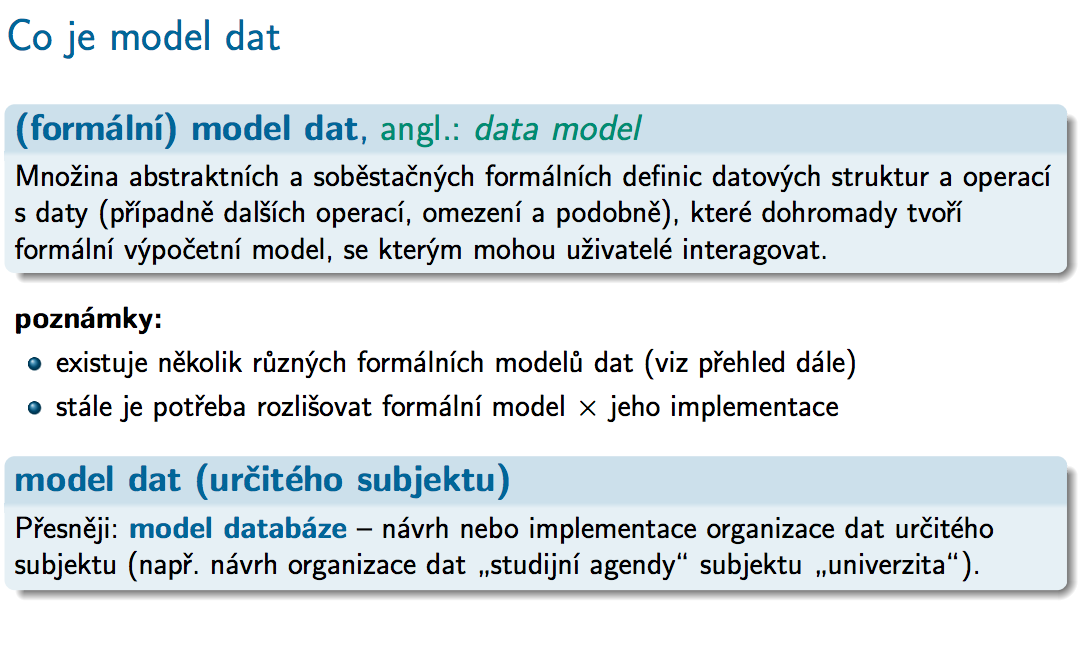 Co je model dat
(formální) model dat, angl.: data model
Množina abstraktních a soběstačných formálních definic datových struktur a operací
s daty (případně dalších operací, omezení a podobně), které dohromady tvoří
formální výpočetní model, se kterým mohou uživatelé interagovat.
poznámky:
existuje několik různých formálních modelů dat (viz přehled dále)
stále je potřeba rozlišovat formální model × jeho implementace
model dat (určitého subjektu)
Přesněji: model databáze – návrh nebo implementace organizace dat určitého
subjektu (např. návrh organizace dat „studijní agendy“ subjektu „univerzita“).